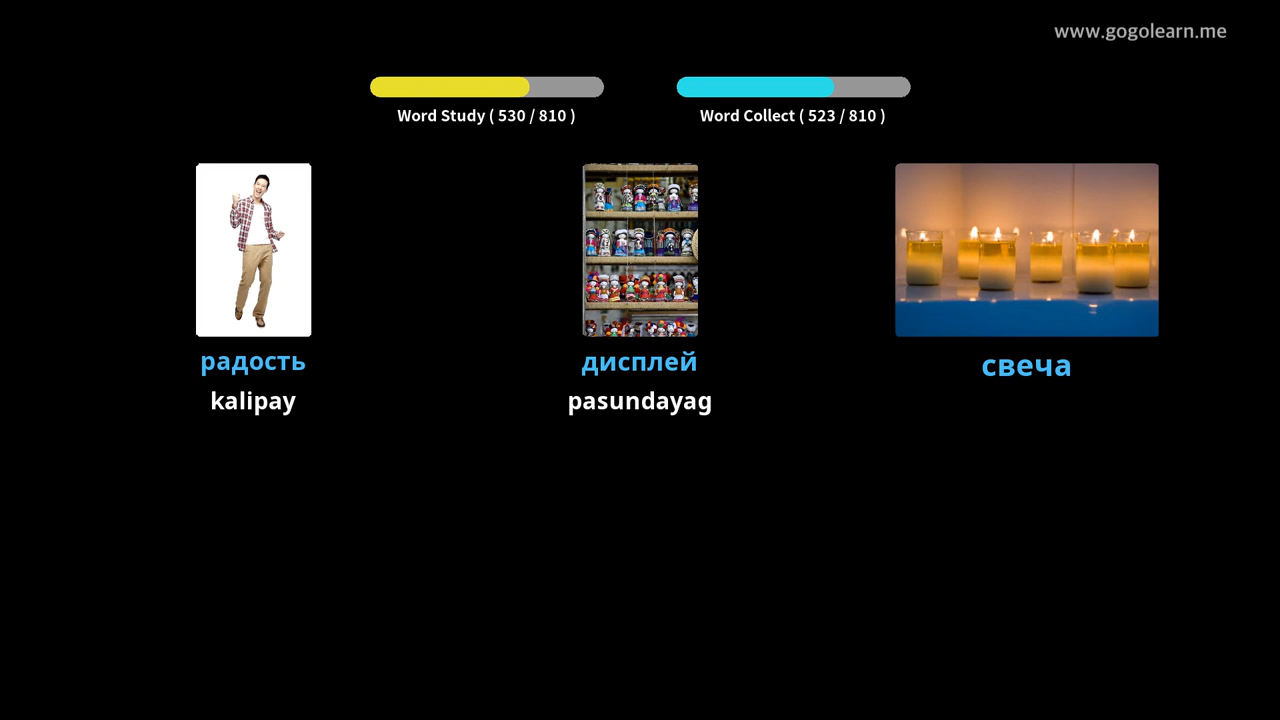 www.gogolearn.me
Word Study ( 530 / 810 )
Word Collect ( 523 / 810 )
радость
kalipay
дисплей
pasundayag
свеча